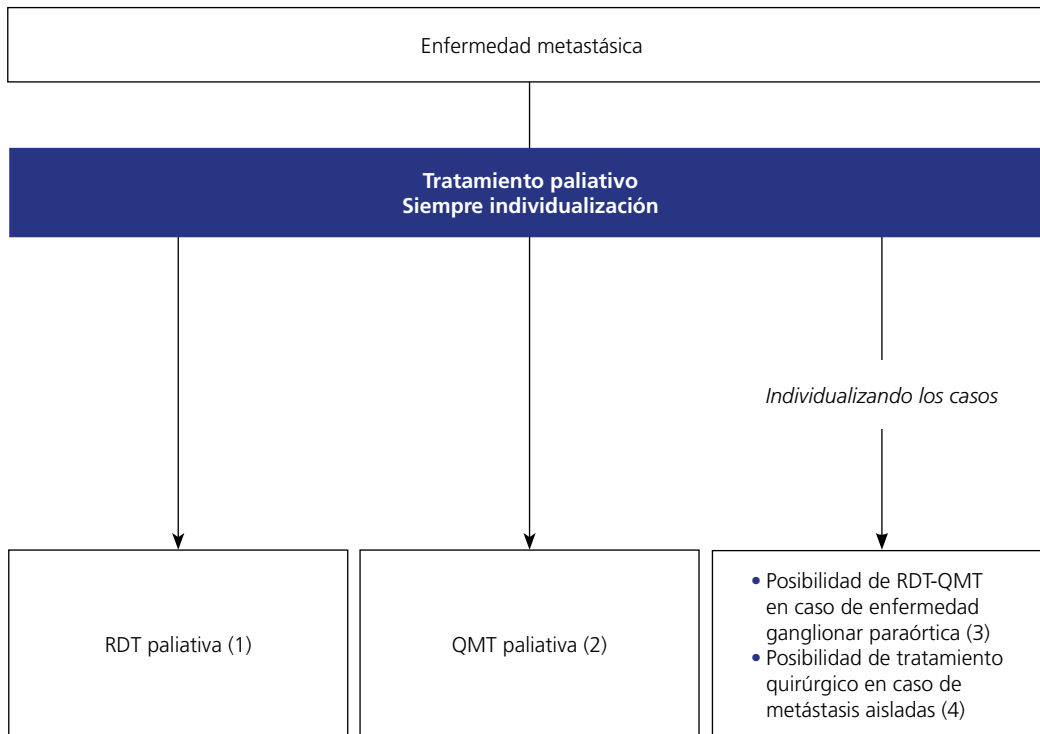 Enfermedad metastásica
Tratamiento paliativo
Siempre individualización
Individualizando los casos
RDT paliativa (1)
QMT paliativa (2)
• Posibilidad de RDT-QMT
en caso de enfermedad
ganglionar paraórtica (3)
• Posibilidad de tratamiento
quirúrgico en caso de
metástasis aisladas (4)